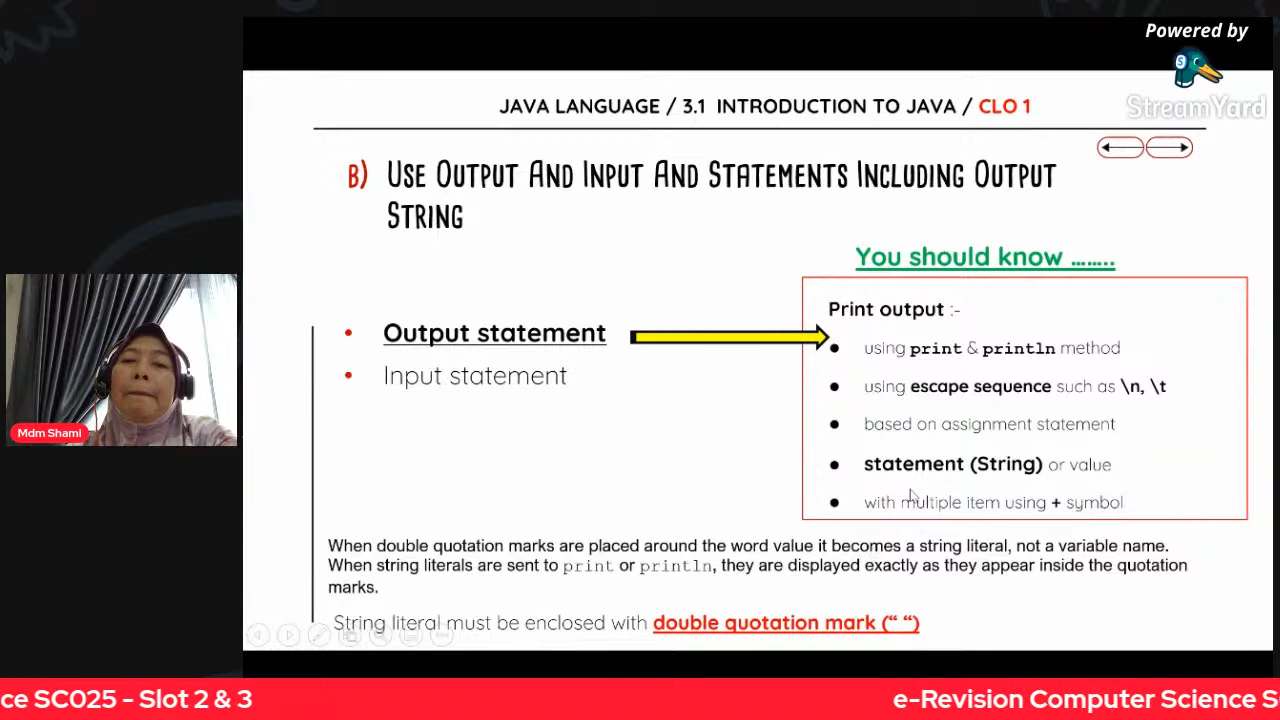 Powered by
StreamYard
JAVA LANGUAGE / 3.1 INTRODUCTION TO JAVA / CLO 1
B) USE OUTPUT AND INPUT AND STATEMENTS INCLUDING OUTPUT
STRING
You should know ……..
• Output statement
• Input statement
Print output :-
● using print & println method
● using escape sequence such as \n, \t
● based on assignment statement
● statement (String) or value
● with multiple item using + symbol
When double quotation marks are placed around the word value it becomes a string literal, not a variable name.
When string literals are sent to print or println, they are displayed exactly as they appear inside the quotation
marks.
String literal must be enclosed with double quotation mark (“ “)
Mdm Shami
ce SC025 - Slot 2 & 3
e-Revision Computer Science S